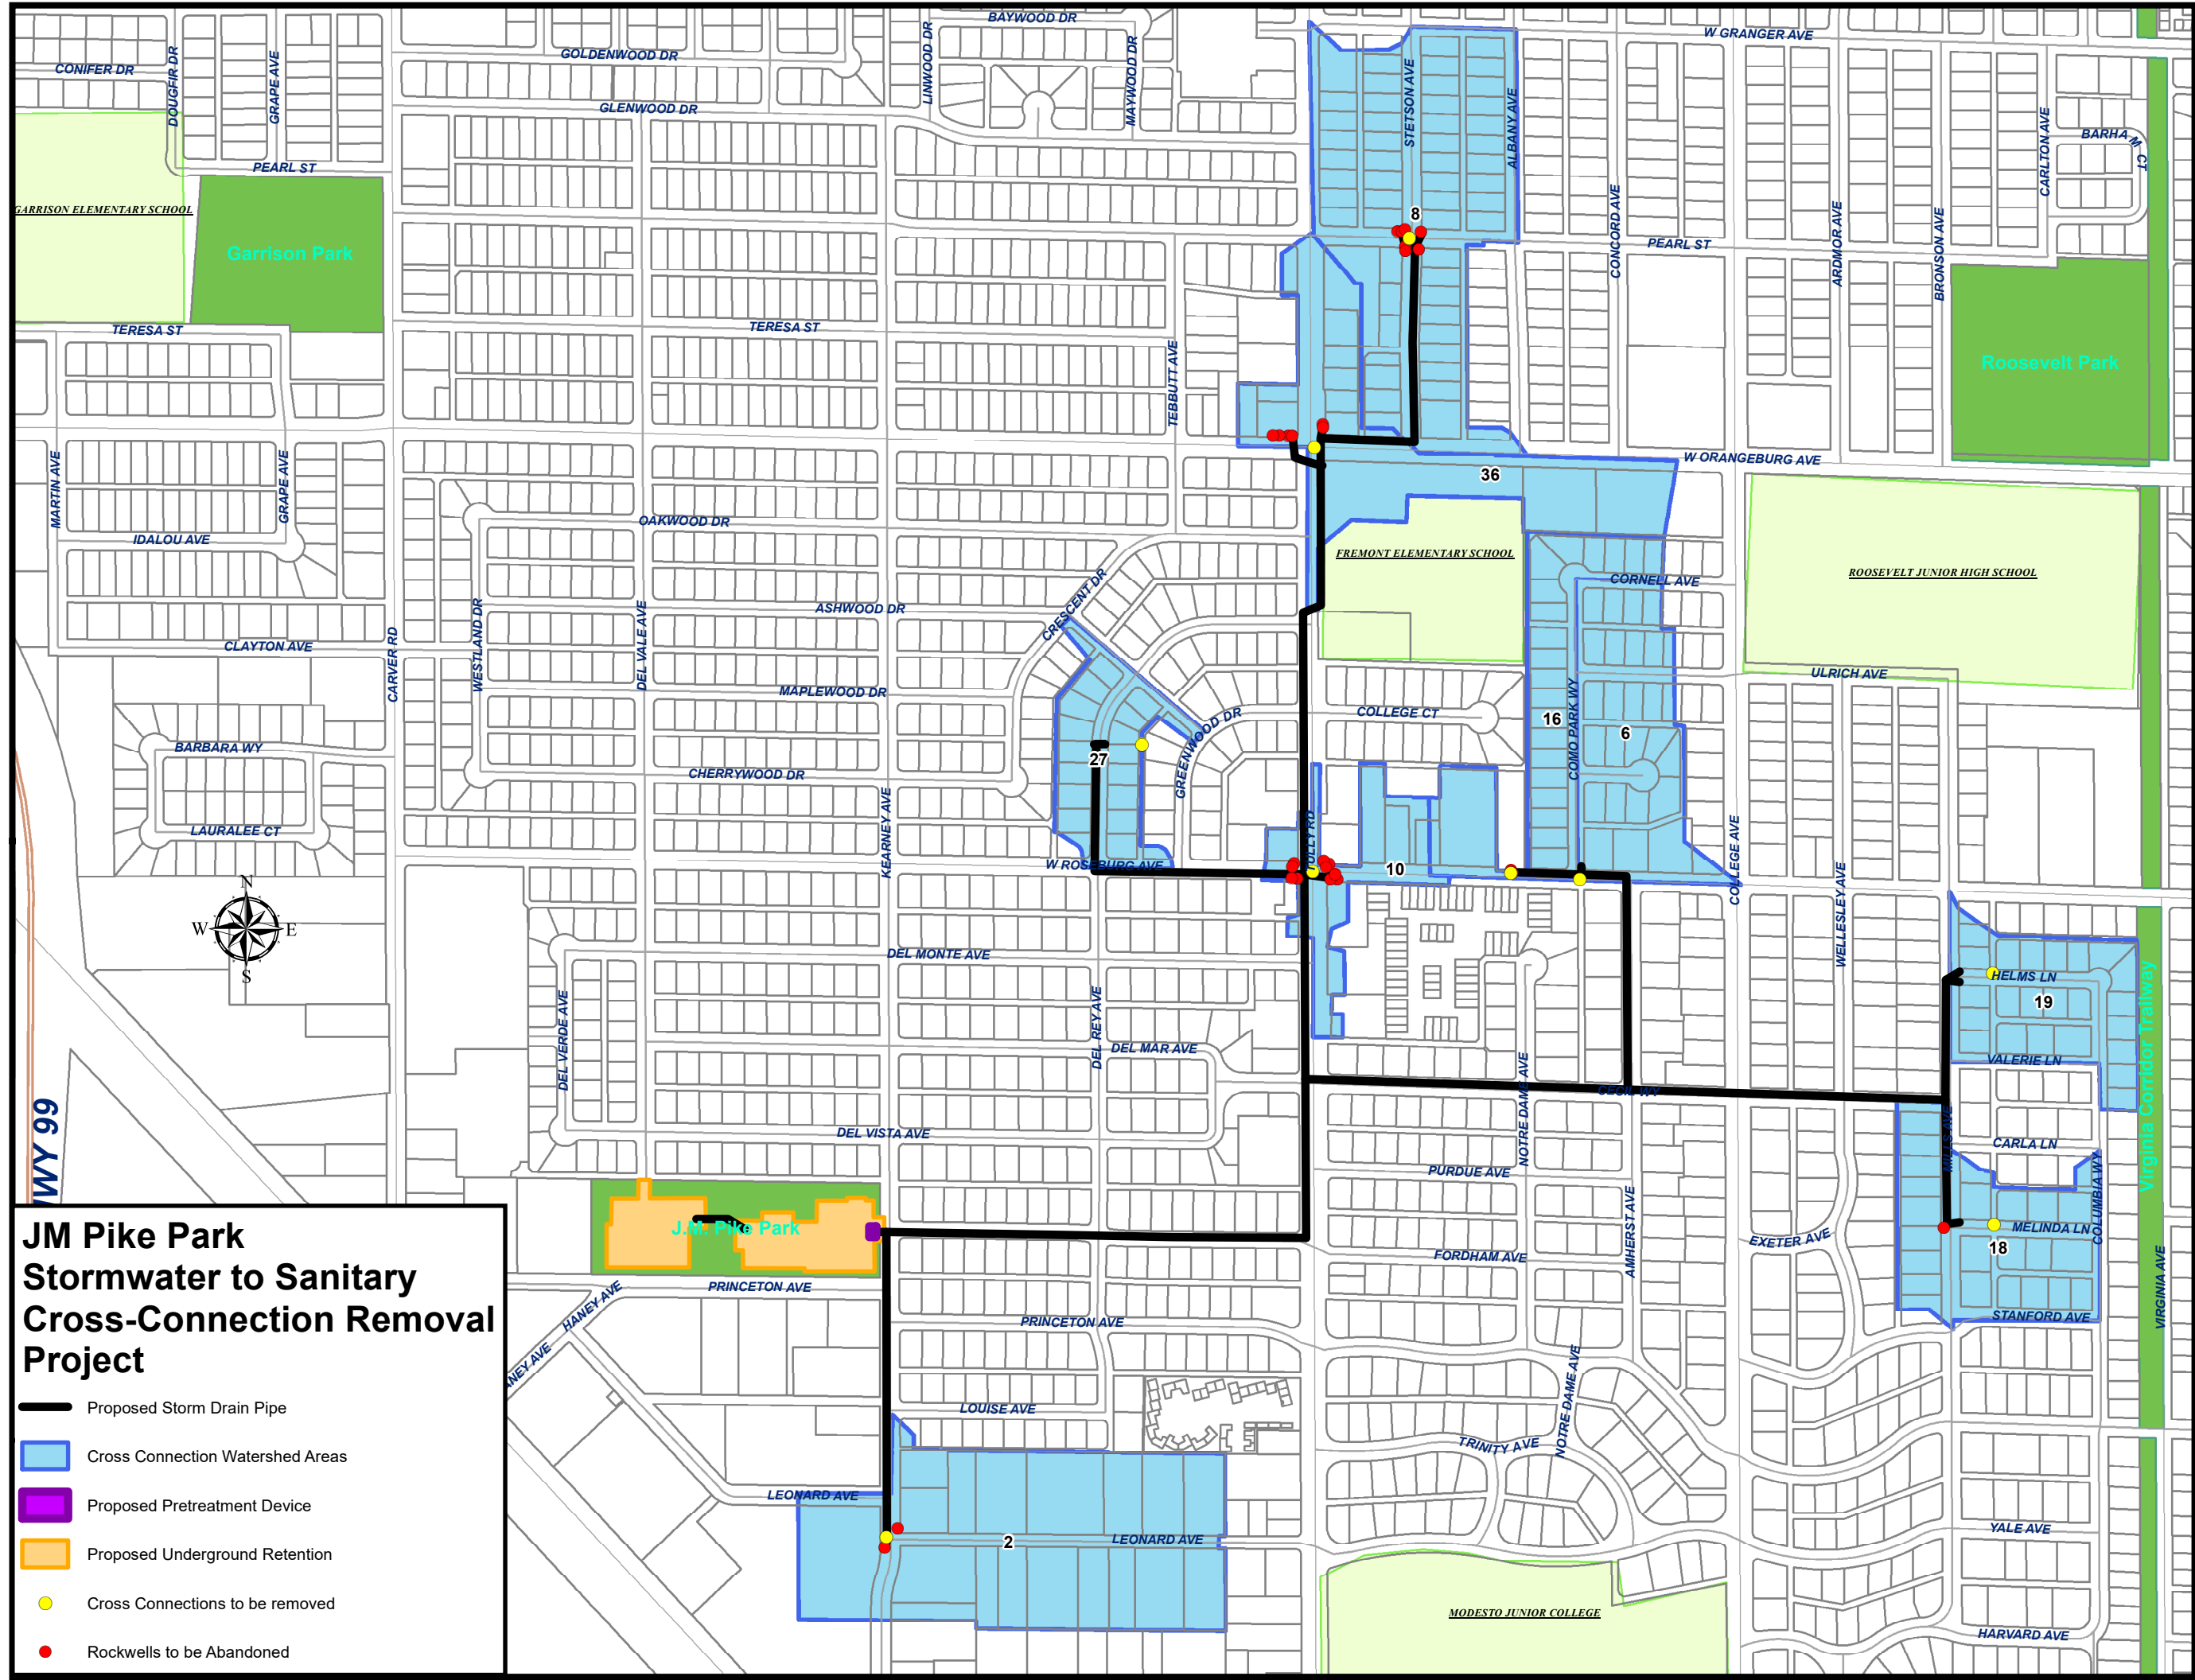 BAYWOOD DR
W GRANGER AVE
GOLDENWOOD DR
CONIFER DR
DOUGFIR DR
GRAPE AVE
LINWOOD DR
MAYWOOD DR
STETSON AVE
ALBANY AVE
GLENWOOD DR
CARLTON AVE
BARHAM CT
PEARL ST
GARRISON ELEMENTARY SCHOOL
Garrison Park
8
CONCORD AVE
PEARL ST
ARDMOR AVE
BRONSON AVE
TERESA ST
TERESA ST
TEBBUTT AVE
Roosevelt Park
MARTIN AVE
GRAPE AVE
W ORANGEBURG AVE
36
OAKWOOD DR
IDALOU AVE
FREMONT ELEMENTARY SCHOOL
ROOSEVELT JUNIOR HIGH SCHOOL
CORNELL AVE
CRESCENT DR
ASHWOOD DR
CLAYTON AVE
CARVER RD
WESTLAND DR
DEL VALE AVE
MAPLEWOOD DR
ULRICH AVE
COLLEGE CT
16
COMO PARK WY
6
GREENWOOD DR
BARBARA WY
27
CHERRYWOOD DR
LAURALEE CT
KEARNEY AVE
W ROSEBURG AVE
TULLY RD
10
COLLEGE AVE
WELLESLEY AVE
N
W
E
S
DEL MONTE AVE
HELMS LN
19
DEL VERDE AVE
DEL REY AVE
DEL MAR AVE
VALERIE LN
Virginia Corridor Trailway
NOTRE DAME AVE
CECIL WY
HWY 99
DEL VISTA AVE
MILLS AVE
CARLA LN
PURDUE AVE
AMHERST AVE
COLUMBIA WY
J.M. Pike Park
MELINDA LN
18
EXETER AVE
FORDHAM AVE
VIRGINIA AVE
PRINCETON AVE
HANEY AVE
PRINCETON AVE
STANFORD AVE
NOTRE DAME AVE
LOUISE AVE
TRINITY AVE
LEONARD AVE
2
LEONARD AVE
YALE AVE
MODESTO JUNIOR COLLEGE
HARVARD AVE
JM Pike Park
Stormwater to Sanitary
Cross-Connection Removal
Project
Proposed Storm Drain Pipe
Cross Connection Watershed Areas
Proposed Pretreatment Device
Proposed Underground Retention
Cross Connections to be removed
Rockwells to be Abandoned